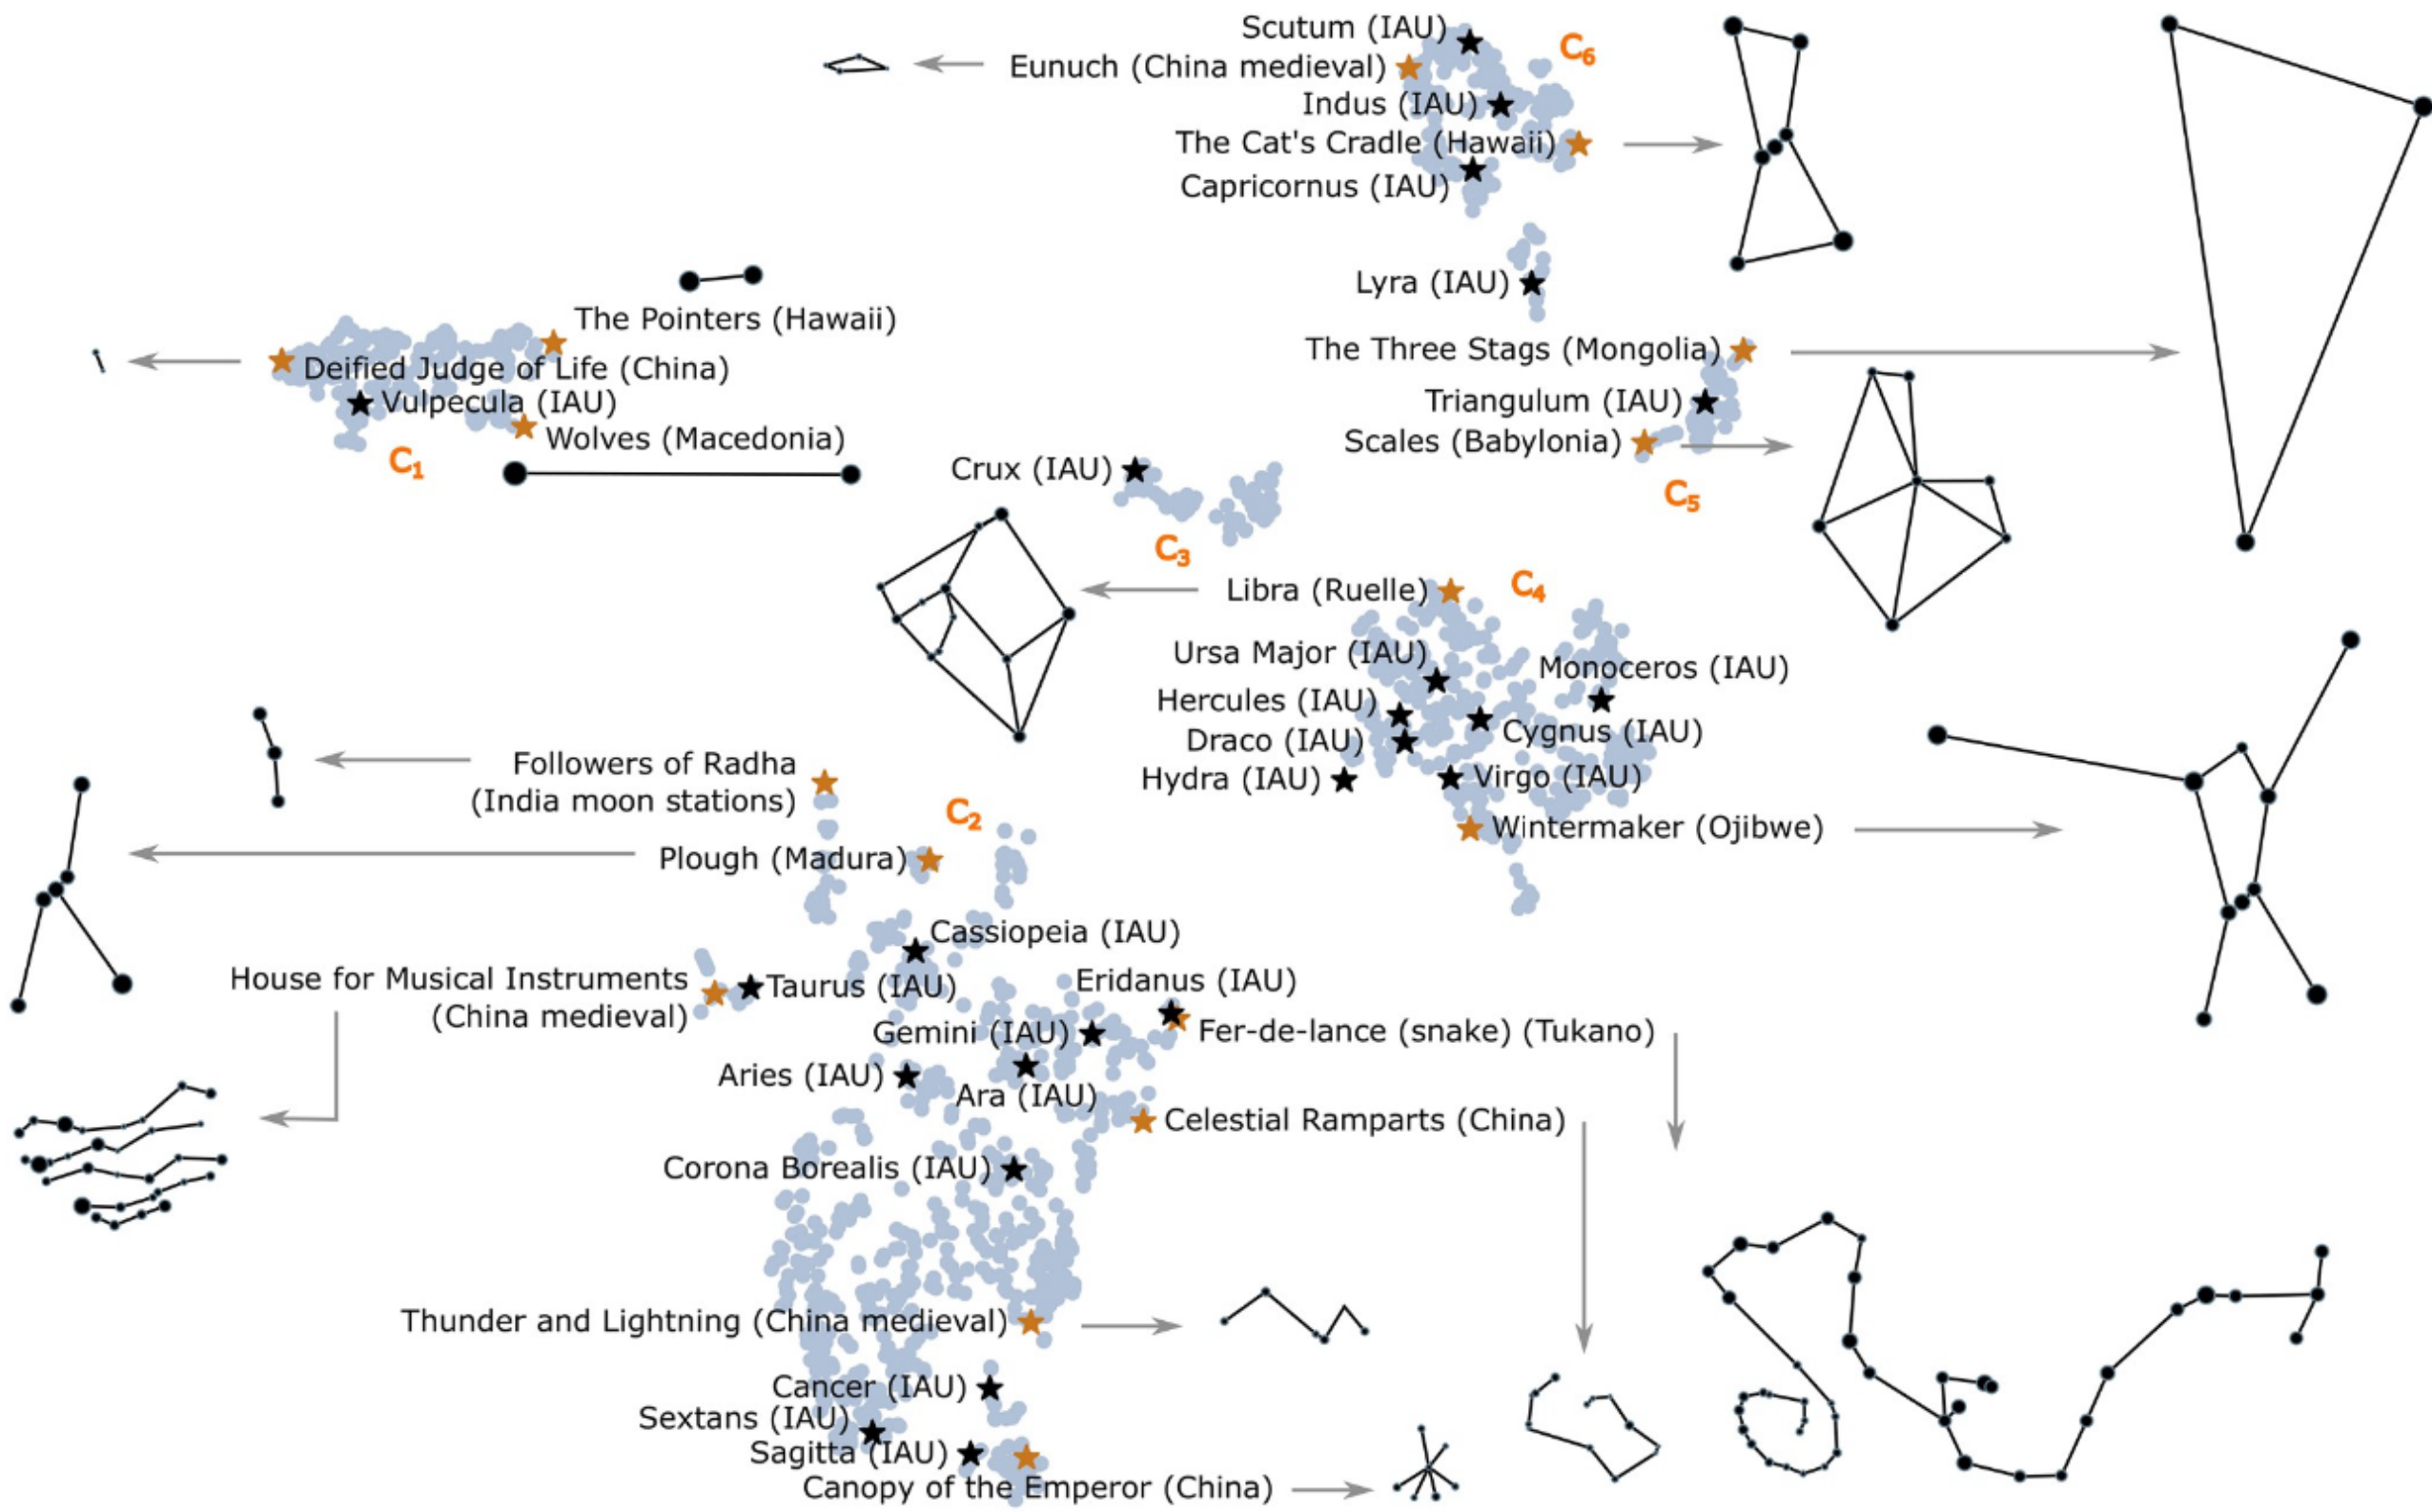 Scutum (IAU)
C6
Eunuch (China medieval)
Indus (IAU)
The Cat's Cradle (Hawaii)
Capricornus (IAU)
Lyra (IAU)
The Pointers (Hawaii)
The Three Stags (Mongolia)
Deified Judge of Life (China)
Vulpecula (IAU)
Triangulum (IAU)
Wolves (Macedonia)
Scales (Babylonia)
C1
Crux (IAU)
C5
C3
Libra (Ruelle)
C4
Ursa Major (IAU)
Monoceros (IAU)
Hercules (IAU)
Cygnus (IAU)
Draco (IAU)
Hydra (IAU)
Virgo (IAU)
Followers of Radha
(India moon stations)
C2
Wintermaker (Ojibwe)
Plough (Madura)
Cassiopeia (IAU)
House for Musical Instruments
(China medieval)
Taurus (IAU)
Eridanus (IAU)
Gemini (IAU)
Fer-de-lance (snake) (Tukano)
Aries (IAU)
Ara (IAU)
Celestial Ramparts (China)
Corona Borealis (IAU)
Thunder and Lightning (China medieval)
Cancer (IAU)
Sextans (IAU)
Sagitta (IAU)
Canopy of the Emperor (China)